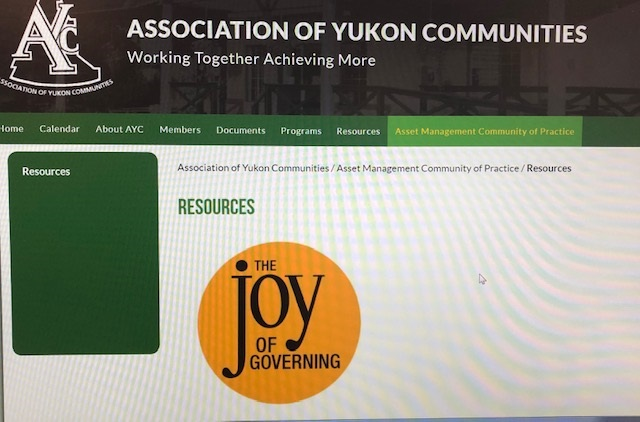 AYC
ASSOCIATION OF YUKON COMMUNITIES
ASSOCIATION OF YUKON COMMUNITIES
Working Together Achieving More
Home Calendar About AYC Members Documents Programs Resources Asset Management Community of Practice
Resources
Association of Yukon Communities / Asset Management Community of Practice / Resources
RESOURCES
THE
joy
OF
GOVERNING